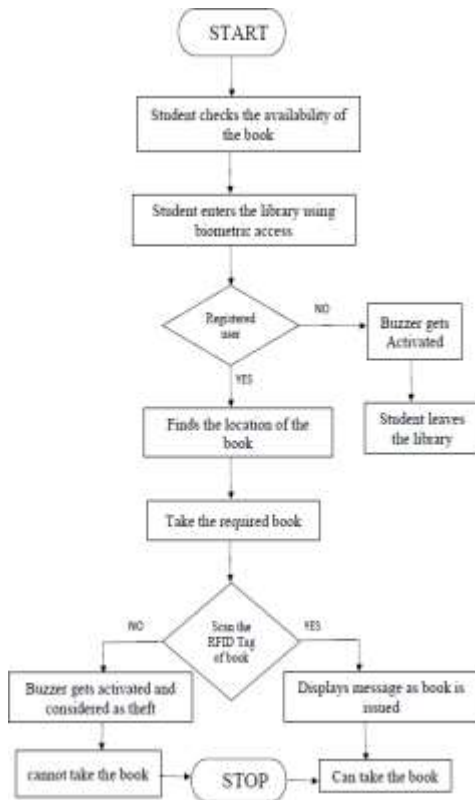 START
Student checks the availability of
the book
Student enters the library using
biometric access
Registered
user
NO
Buzzer gets
Activated
YES
Student leaves
the library
Finds the location of the
book
Take the required book
Scan the
RFID Tag
of book
NO
YES
Buzzer gets activated and
considered as theft
Displays message as book is
issued
cannot take the book
STOP
Can take the book